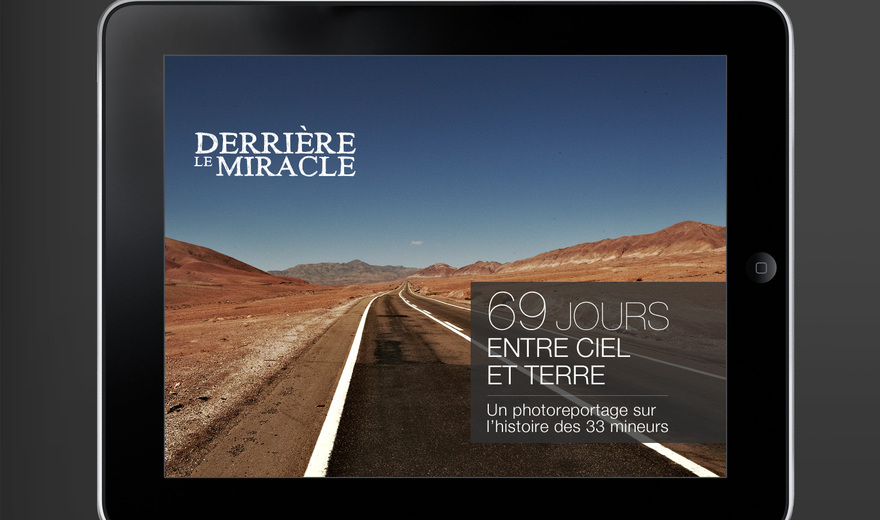 DERRIÈRE
LE MIRACLE
69 JOURS
ENTRE CIEL
ET TERRE
Un photoreportage sur
l'histoire des 33 mineurs